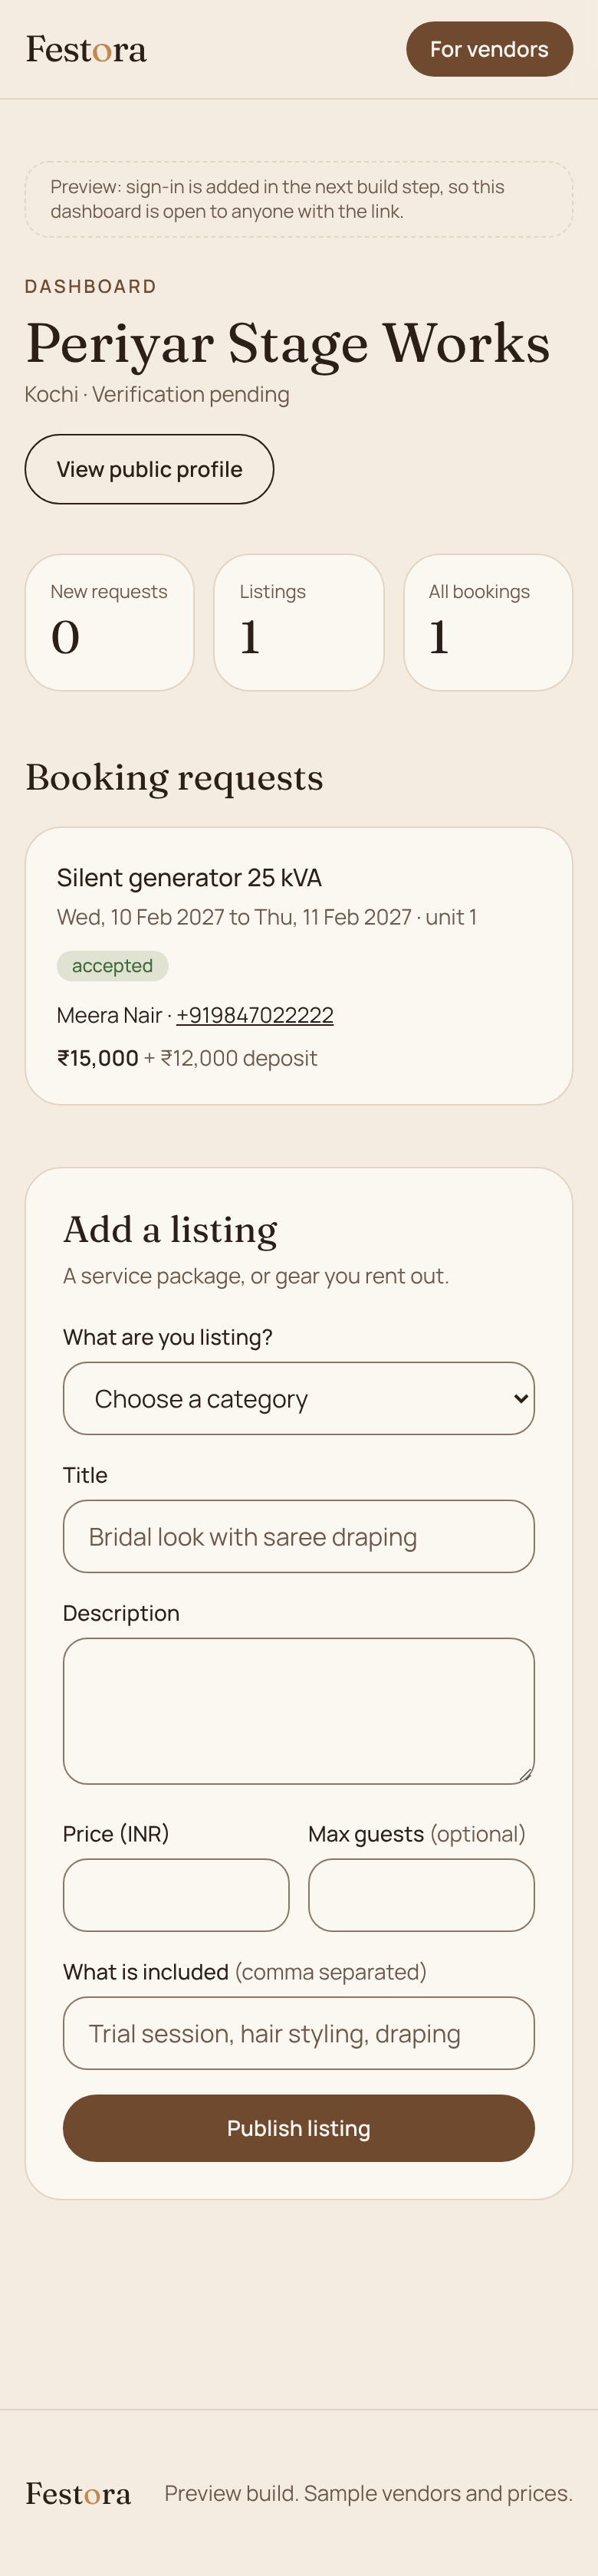 Festora
For vendors
Preview: sign-in is added in the next build step, so this
dashboard is open to anyone with the link.
DASHBOARD
Periyar Stage Works
Kochi · Verification pending
View public profile
New requests
0
Listings
1
All bookings
1
Booking requests
Silent generator 25 kVA
Wed, 10 Feb 2027 to Thu, 11 Feb 2027 · unit 1
accepted
Meera Nair · +919847022222
₹15,000 + ₹12,000 deposit
Add a listing
A service package, or gear you rent out.
What are you listing?
Choose a category
Title
Bridal look with saree draping
Description
Price (INR)
Max guests (optional)
What is included (comma separated)
Trial session, hair styling, draping
Publish listing
Festora
Preview build. Sample vendors and prices.